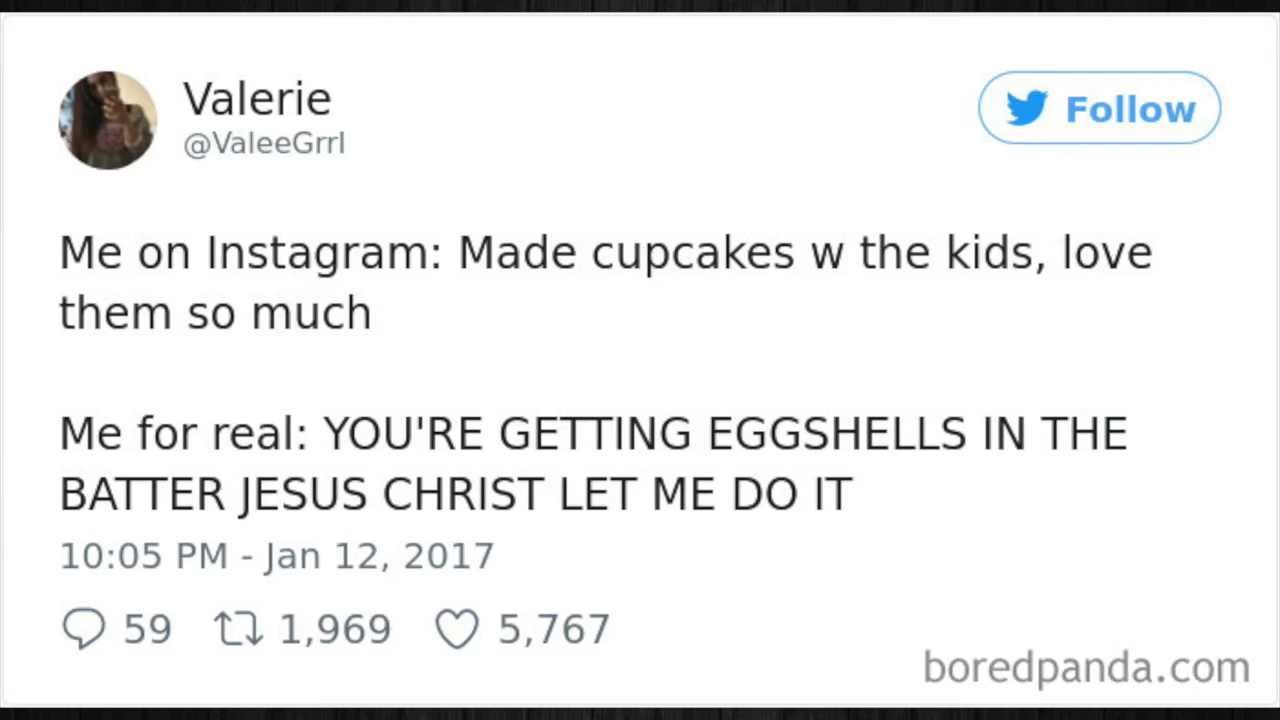 Valerie
@ValeeGrrl
Follow
Me on Instagram: Made cupcakes w the kids, love
them so much
Me for real: YOU'RE GETTING EGGSHELLS IN THE
BATTER JESUS CHRIST LET ME DO IT
10:05 PM - Jan 12, 2017
59 1,969 5,767
boredpanda.com